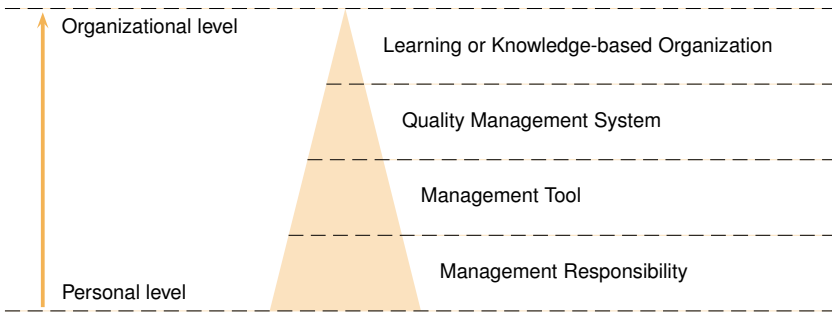 Organizational level
Learning or Knowledge-based Organization
Quality Management System
Management Tool
Management Responsibility
Personal level